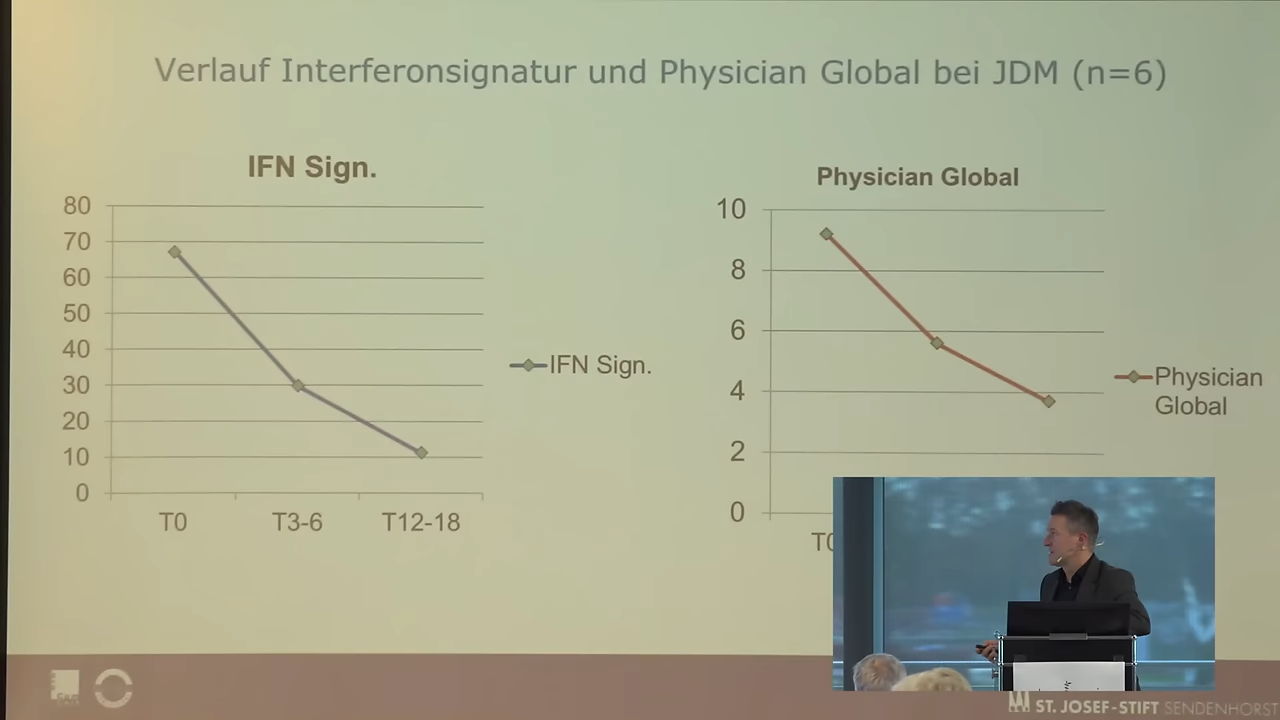 Verlauf Interferonsignatur und Physician Global bei JDM (n=6)
IFN Sign.
80
70
60
50
40
30
20
10
0
T0
T3-6
T12-18
IFN Sign.
Physician Global
10
8
6
4
2
0
Physician
Global
ST. JOSEF-STIFT SENDENHORST